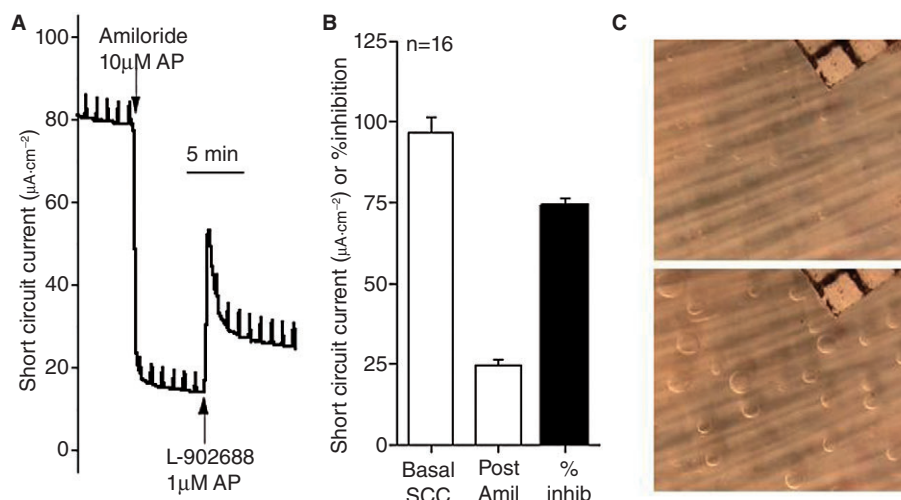 A
Short circuit current (μA·cm⁻²)
100
80
60
40
20
0
Amiloride
10μM AP
5 min
L-902688
1μM AP
B
Short circuit current (μA·cm⁻²) or %inhibition
125
100
75
50
25
0
n=16
Basal
SCC
Post
Amil
%
inhib
C